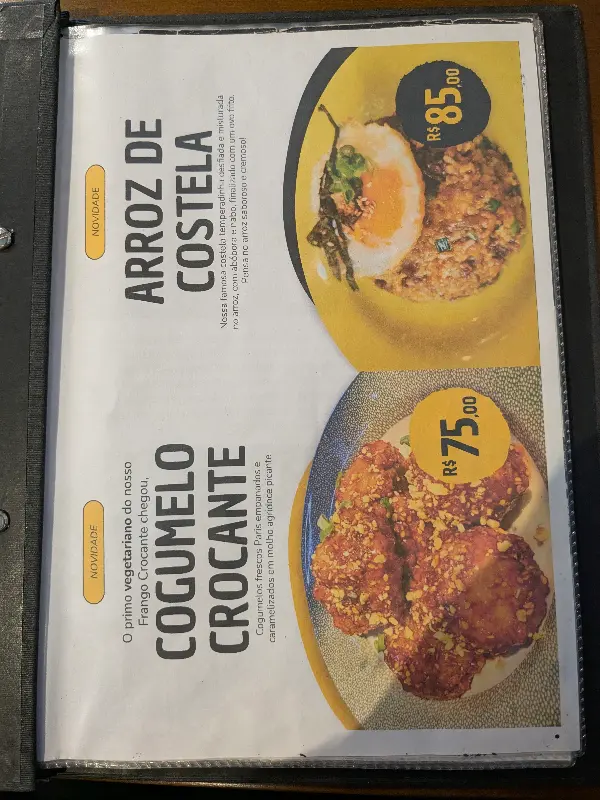 NOVIDADE
O primo vegetariano do nosso
Frango Crocante chegou,
COGUMELO
CROCANTE
Cogumelos frescos Paris empanados e
caramelizados em molho agridoce picante
R$ 75,00
NOVIDADE
ARROZ DE
COSTELA
Nossa famosa costela temperadinha desfiada e misturada
no arroz, com abóbora e nabo, finalizado com um ovo frito.
Pensa no arroz saboroso e cremoso!
R$ 85,00